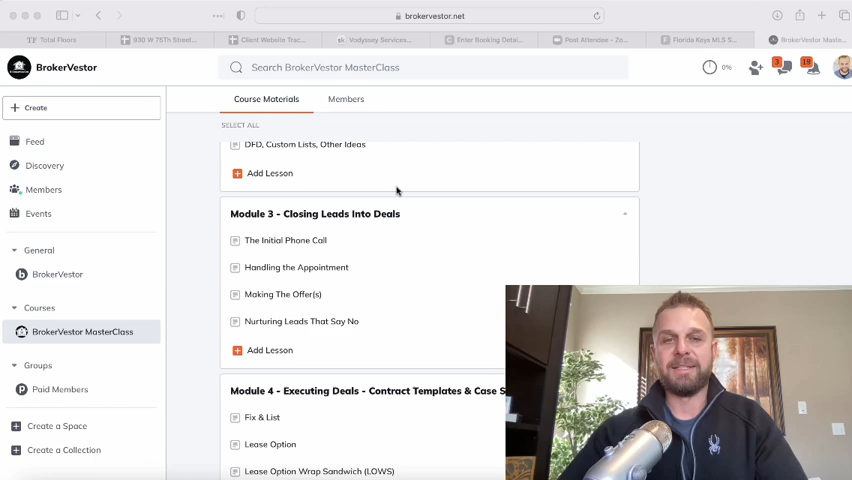 brokervestor.net
Total Floors
930 W 75Th Street...
Client Website Trac...
Vodyssey Services...
Enter Booking Detai...
Post Attendee - Zo...
Florida Keys MLS S...
BrokerVestor Maste...
BrokerVestor
Search BrokerVestor MasterClass
0%
3
19
Create
Course Materials
Members
SELECT ALL
Feed
Discovery
Members
Events
General
BrokerVestor
Courses
BrokerVestor MasterClass
Groups
Paid Members
Create a Space
Create a Collection
DFD, Custom Lists, Other Ideas
Add Lesson
Module 3 - Closing Leads Into Deals
The Initial Phone Call
Handling the Appointment
Making The Offer(s)
Nurturing Leads That Say No
Add Lesson
Module 4 - Executing Deals - Contract Templates & Case S
Fix & List
Lease Option
Lease Option Wrap Sandwich (LOWS)